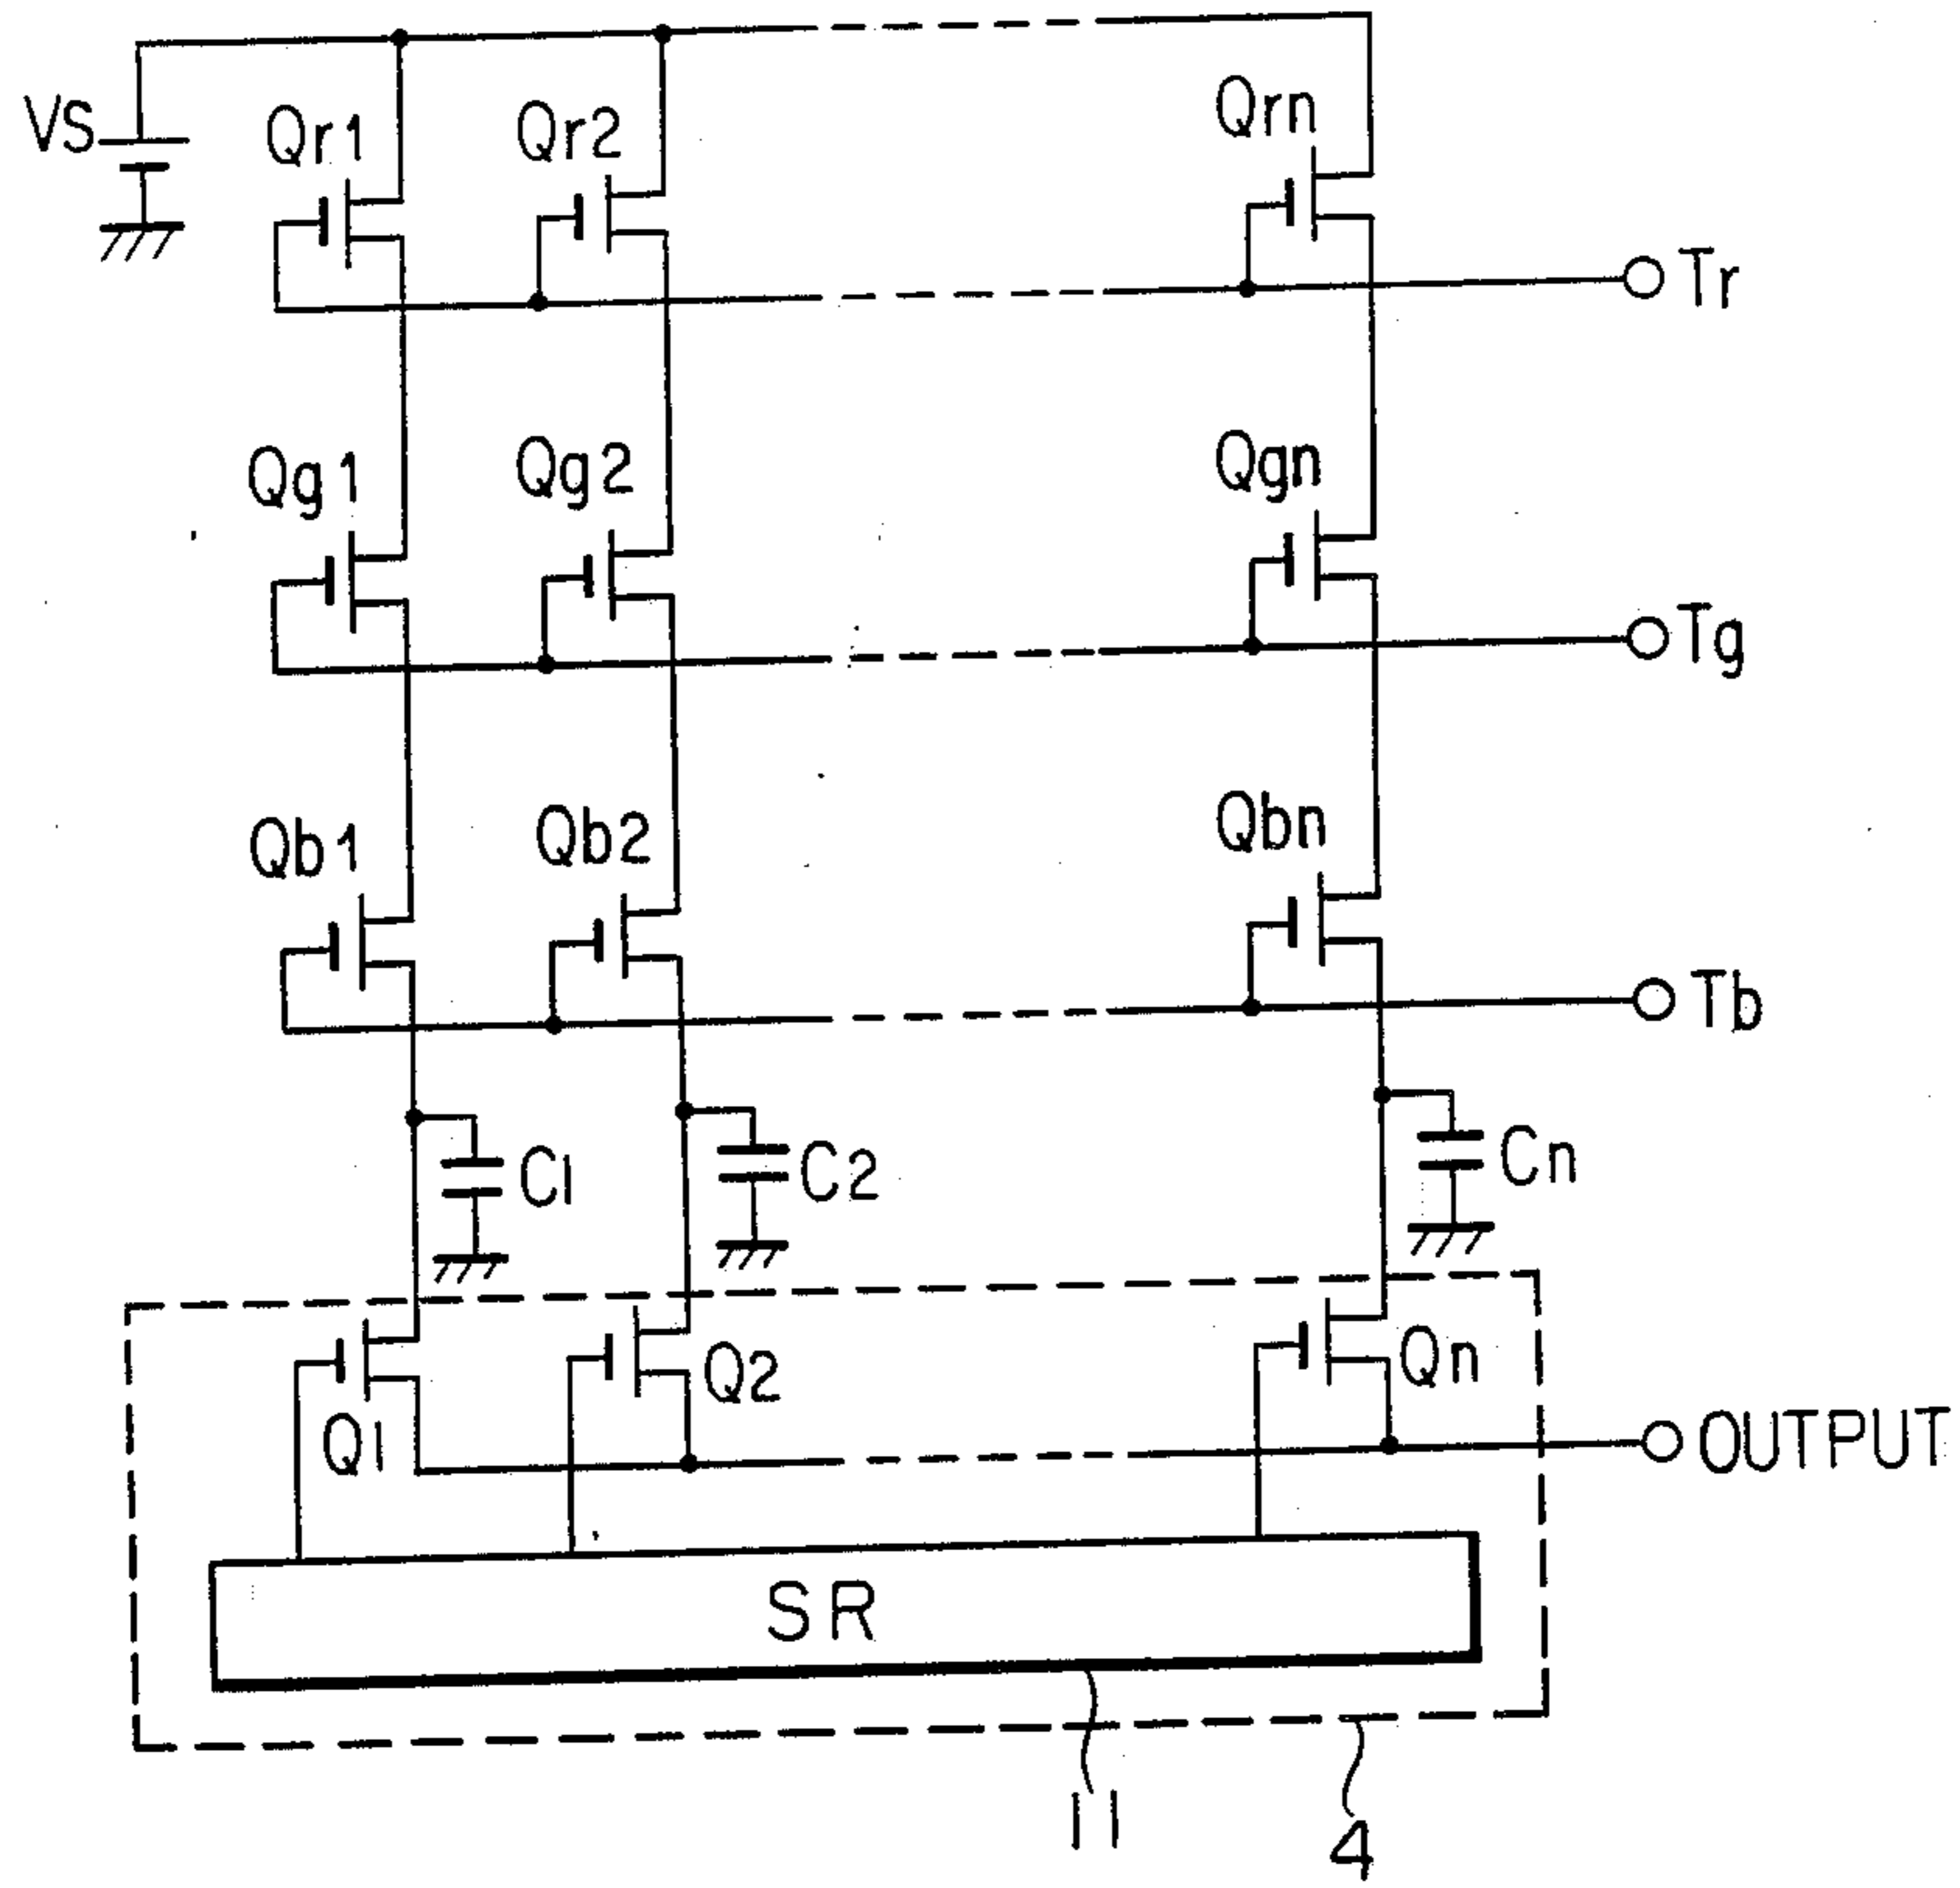 VS
Qr1
Qr2
Qrn
Tr
Qg1
Qg2
Qgn
Tg
Qb1
Qb2
Qbn
Tb
C1
C2
Cn
Q1
Q2
Qn
OUTPUT
SR
11
4